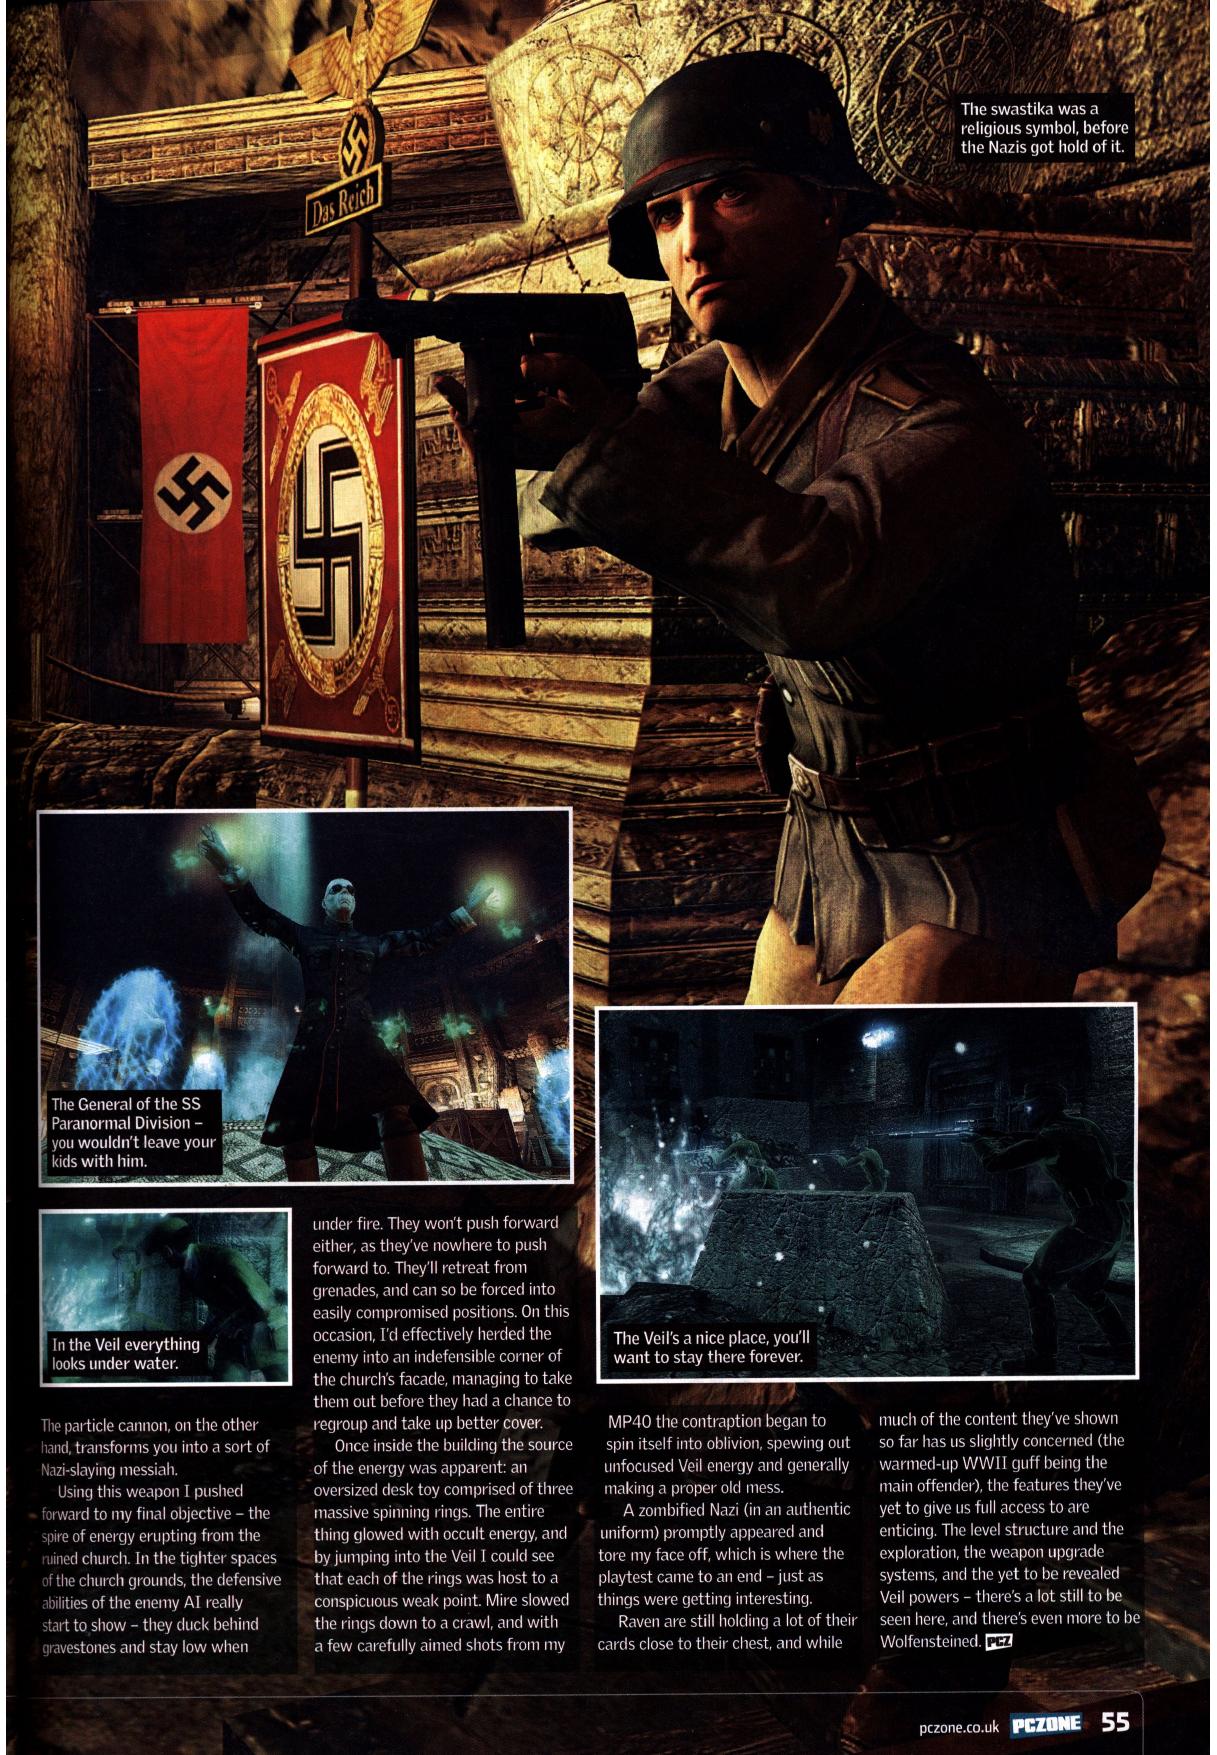 The swastika was a
religious symbol, before
the Nazis got hold of it.
Das Reich
The General of the SS
Paranormal Division –
you wouldn't leave your
kids with him.
In the Veil everything
looks under water.
The Veil's a nice place, you'll
want to stay there forever.
The particle cannon, on the other
hand, transforms you into a sort of
Nazi-slaying messiah.
Using this weapon I pushed
forward to my final objective – the
spire of energy erupting from the
ruined church. In the tighter spaces
of the church grounds, the defensive
abilities of the enemy AI really
start to show – they duck behind
gravestones and stay low when
under fire. They won't push forward
either, as they've nowhere to push
forward to. They'll retreat from
grenades, and can so be forced into
easily compromised positions. On this
occasion, I'd effectively herded the
enemy into an indefensible corner of
the church's facade, managing to take
them out before they had a chance to
regroup and take up better cover.
Once inside the building the source
of the energy was apparent: an
oversized desk toy comprised of three
massive spinning rings. The entire
thing glowed with occult energy, and
by jumping into the Veil I could see
that each of the rings was host to a
conspicuous weak point. Mire slowed
the rings down to a crawl, and with
a few carefully aimed shots from my
MP40 the contraption began to
spin itself into oblivion, spewing out
unfocused Veil energy and generally
making a proper old mess.
A zombified Nazi (in an authentic
uniform) promptly appeared and
tore my face off, which is where the
playtest came to an end – just as
things were getting interesting.
Raven are still holding a lot of their
cards close to their chest, and while
much of the content they've shown
so far has us slightly concerned (the
warmed-up WWII guff being the
main offender), the features they've
yet to give us full access to are
enticing. The level structure and the
exploration, the weapon upgrade
systems, and the yet to be revealed
Veil powers – there's a lot still to be
seen here, and there's even more to be
Wolfensteined. PCZ
pczone.co.uk PCZONE 55